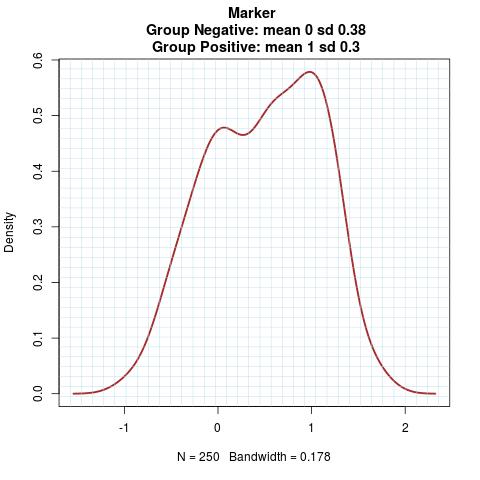 Marker
Group Negative: mean 0 sd 0.38
Group Positive: mean 1 sd 0.3
Density
0.6
0.5
0.4
0.3
0.2
0.1
0.0
-1 0 1 2
N = 250 Bandwidth = 0.178